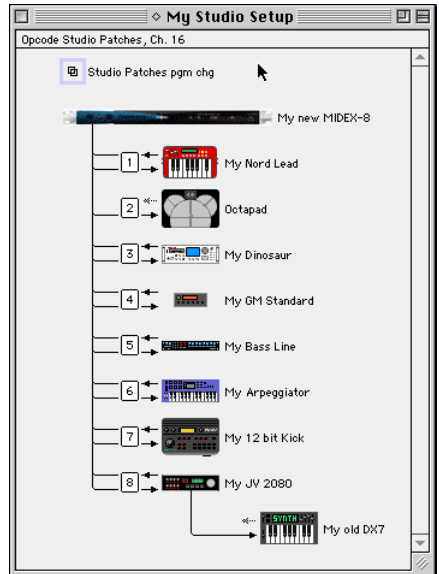 My Studio Setup
Opcode Studio Patches, Ch. 16
Studio Patches pgm chg
My new MIDEX-8
1 My Nord Lead
2 Octapad
3 My Dinosaur
4 My GM Standard
5 My Bass Line
6 My Arpeggiator
7 My 12 bit Kick
8 My JV 2080
SYNTH
My old DX7